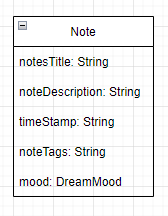 Note
notesTitle: String
noteDescription: String
timeStamp: String
noteTags: String
mood: DreamMood